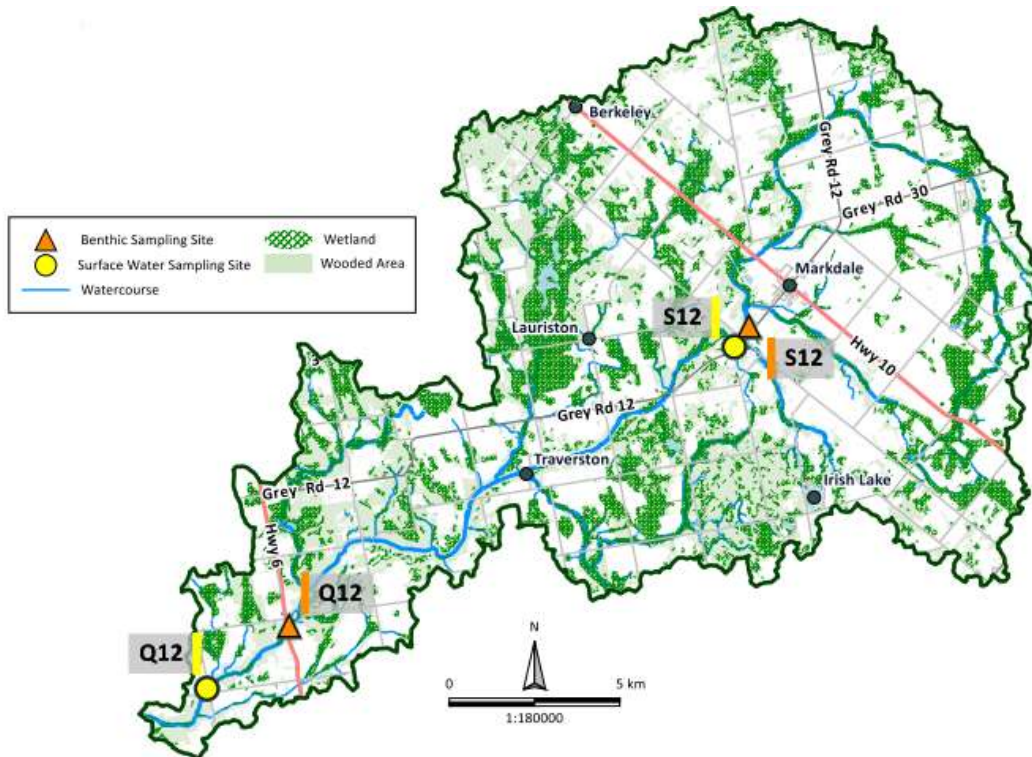 Berkeley
Grey Rd 12
Grey Rd 30
Benthic Sampling Site
Wetland
Surface Water Sampling Site
Wooded Area
Watercourse
Markdale
S12
Lauriston
S12
Hwy 10
Grey Rd 12
Traverston
Grey Rd 12
Irish Lake
Hwy 6
Q12
Q12
N
0
5 km
1:180000